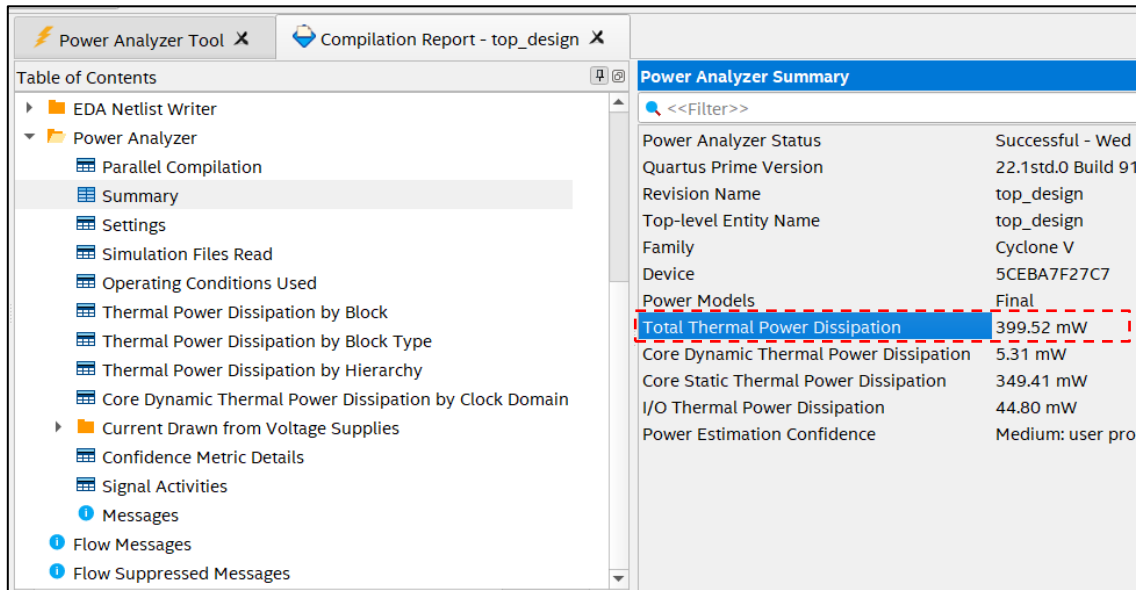 Power Analyzer Tool
Compilation Report - top_design
Table of Contents
EDA Netlist Writer
Power Analyzer
Parallel Compilation
Summary
Settings
Simulation Files Read
Operating Conditions Used
Thermal Power Dissipation by Block
Thermal Power Dissipation by Block Type
Thermal Power Dissipation by Hierarchy
Core Dynamic Thermal Power Dissipation by Clock Domain
Current Drawn from Voltage Supplies
Confidence Metric Details
Signal Activities
Messages
Flow Messages
Flow Suppressed Messages
Power Analyzer Summary
<<Filter>>
Power Analyzer Status Successful - Wed
Quartus Prime Version 22.1std.0 Build 91
Revision Name top_design
Top-level Entity Name top_design
Family Cyclone V
Device 5CEBA7F27C7
Power Models Final
Total Thermal Power Dissipation 399.52 mW
Core Dynamic Thermal Power Dissipation 5.31 mW
Core Static Thermal Power Dissipation 349.41 mW
I/O Thermal Power Dissipation 44.80 mW
Power Estimation Confidence Medium: user pro